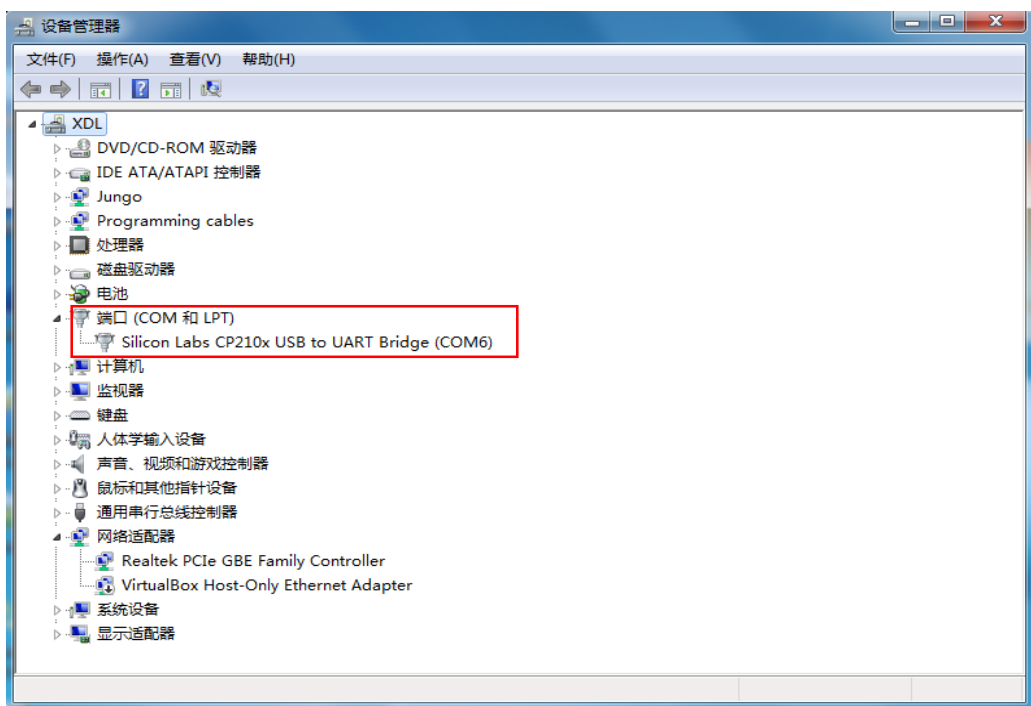 设备管理器
文件(F) 操作(A) 查看(V) 帮助(H)
XDL
DVD/CD-ROM 驱动器
IDE ATA/ATAPI 控制器
Jungo
Programming cables
处理器
磁盘驱动器
电池
端口 (COM 和 LPT)
Silicon Labs CP210x USB to UART Bridge (COM6)
计算机
监视器
键盘
人体学输入设备
声音、视频和游戏控制器
鼠标和其他指针设备
通用串行总线控制器
网络适配器
Realtek PCIe GBE Family Controller
VirtualBox Host-Only Ethernet Adapter
系统设备
显示适配器